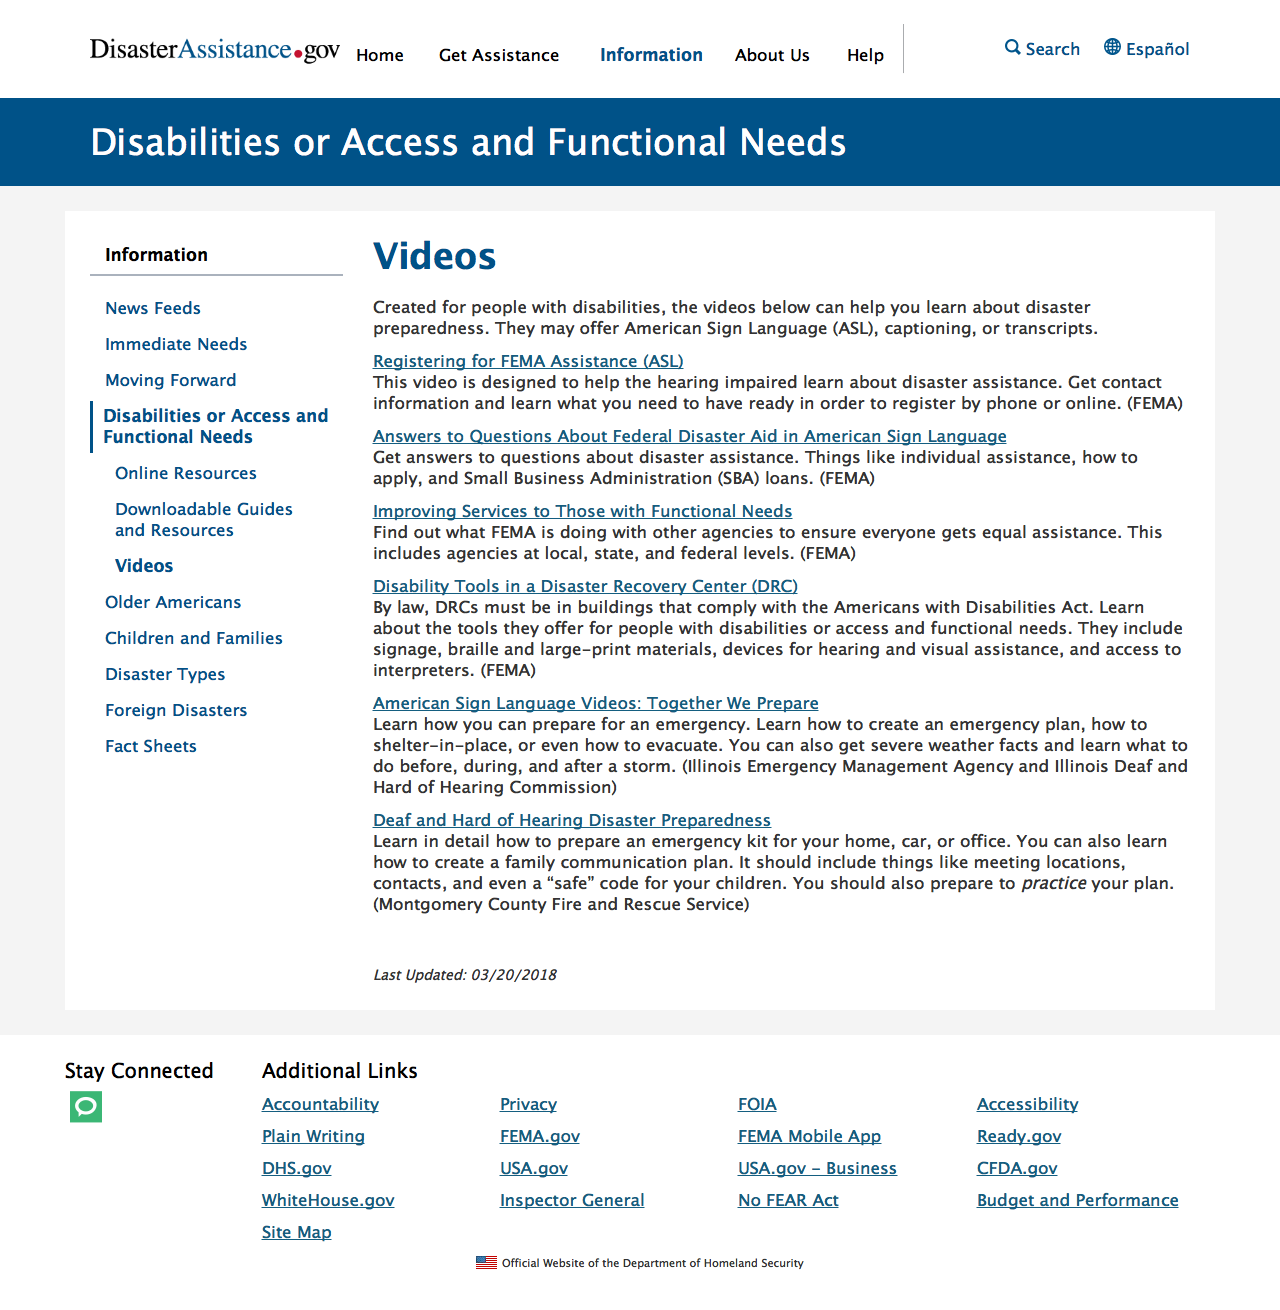 DisasterAssistance.gov Home Get Assistance Information About Us Help Search Español
Disabilities or Access and Functional Needs
Information
News Feeds
Immediate Needs
Moving Forward
Disabilities or Access and
Functional Needs
Online Resources
Downloadable Guides
and Resources
Videos
Older Americans
Children and Families
Disaster Types
Foreign Disasters
Fact Sheets
Videos
Created for people with disabilities, the videos below can help you learn about disaster
preparedness. They may offer American Sign Language (ASL), captioning, or transcripts.
Registering for FEMA Assistance (ASL)
This video is designed to help the hearing impaired learn about disaster assistance. Get contact
information and learn what you need to have ready in order to register by phone or online. (FEMA)
Answers to Questions About Federal Disaster Aid in American Sign Language
Get answers to questions about disaster assistance. Things like individual assistance, how to
apply, and Small Business Administration (SBA) loans. (FEMA)
Improving Services to Those with Functional Needs
Find out what FEMA is doing with other agencies to ensure everyone gets equal assistance. This
includes agencies at local, state, and federal levels. (FEMA)
Disability Tools in a Disaster Recovery Center (DRC)
By law, DRCs must be in buildings that comply with the Americans with Disabilities Act. Learn
about the tools they offer for people with disabilities or access and functional needs. They include
signage, braille and large-print materials, devices for hearing and visual assistance, and access to
interpreters. (FEMA)
American Sign Language Videos: Together We Prepare
Learn how you can prepare for an emergency. Learn how to create an emergency plan, how to
shelter-in-place, or even how to evacuate. You can also get severe weather facts and learn what to
do before, during, and after a storm. (Illinois Emergency Management Agency and Illinois Deaf and
Hard of Hearing Commission)
Deaf and Hard of Hearing Disaster Preparedness
Learn in detail how to prepare an emergency kit for your home, car, or office. You can also learn
how to create a family communication plan. It should include things like meeting locations,
contacts, and even a “safe” code for your children. You should also prepare to practice your plan.
(Montgomery County Fire and Rescue Service)
Last Updated: 03/20/2018
Stay Connected
Additional Links
Accountability Privacy FOIA Accessibility
Plain Writing FEMA.gov FEMA Mobile App Ready.gov
DHS.gov USA.gov USA.gov - Business CFDA.gov
WhiteHouse.gov Inspector General No FEAR Act Budget and Performance
Site Map
Official Website of the Department of Homeland Security